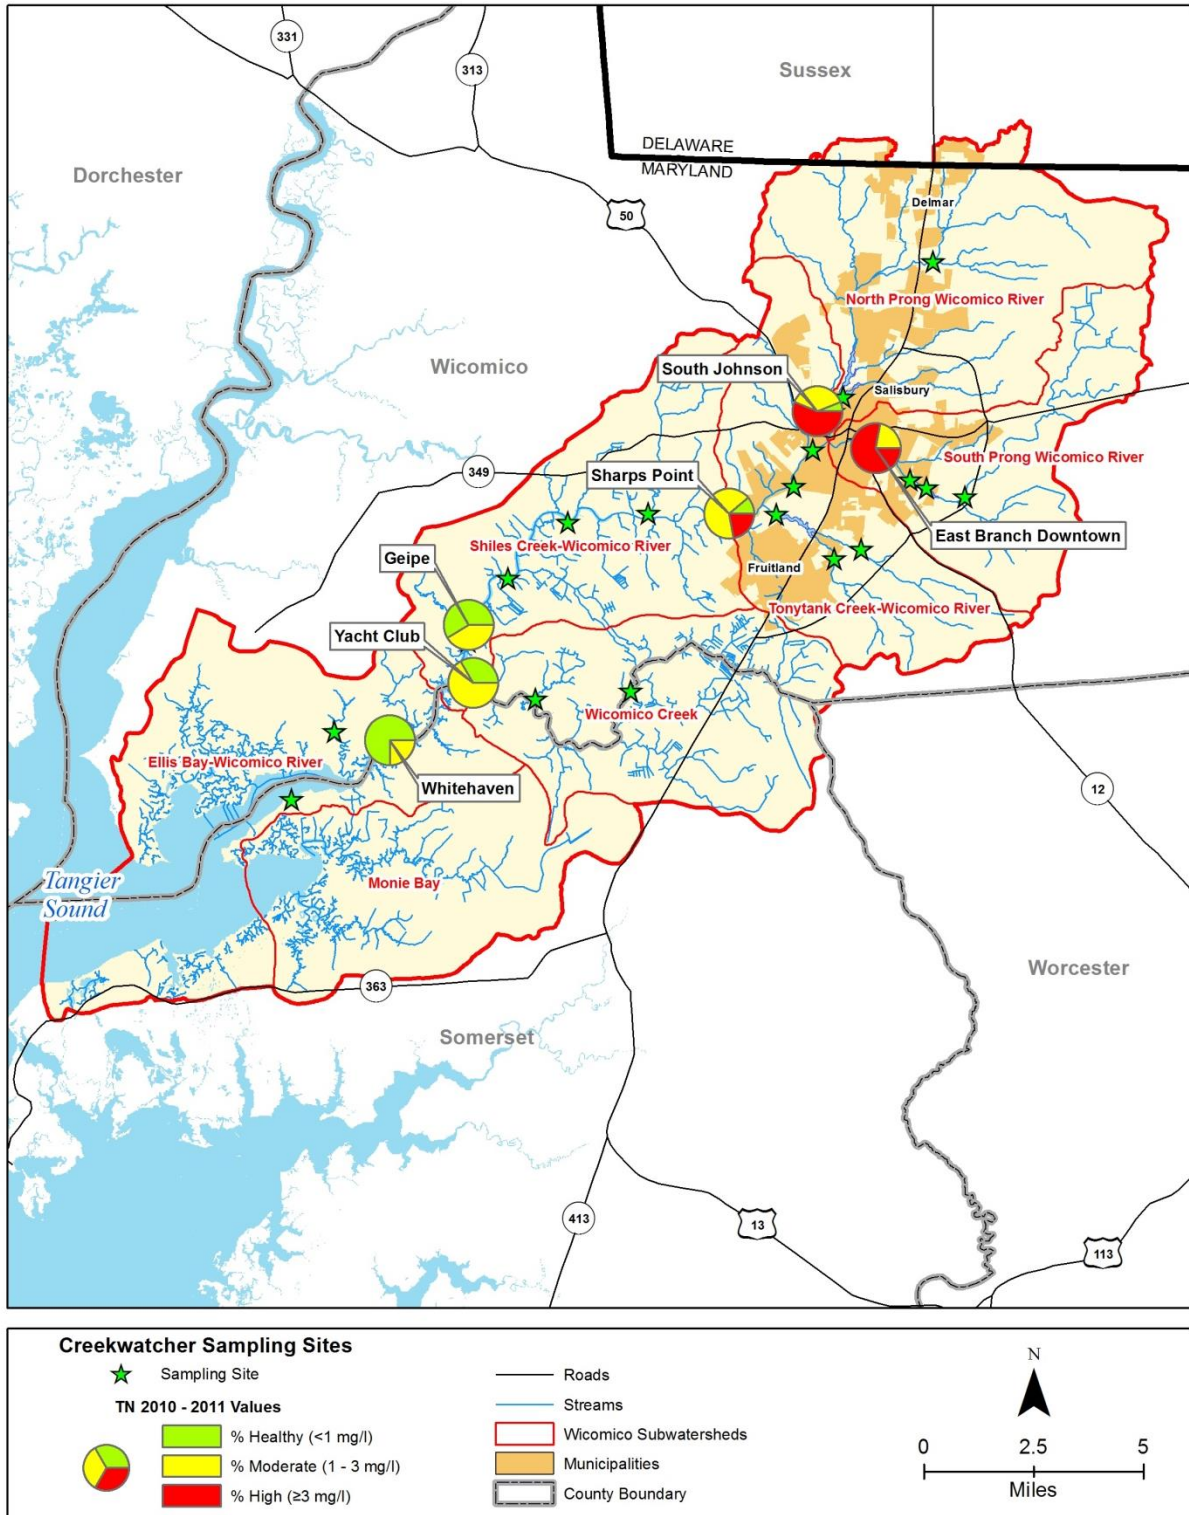 331
313
Sussex
DELAWARE
MARYLAND
Dorchester
50
Delmar
North Prong Wicomico River
Wicomico
South Johnson
Salisbury
349
South Prong Wicomico River
Sharps Point
East Branch Downtown
Shiles Creek-Wicomico River
Geipe
Fruitland
Tonytank Creek-Wicomico River
Yacht Club
Wicomico Creek
Ellis Bay-Wicomico River
Whitehaven
12
Tangier
Sound
Monie Bay
Worcester
363
Somerset
413
13
113
Creekwatcher Sampling Sites
Sampling Site
TN 2010 - 2011 Values
% Healthy (<1 mg/l)
% Moderate (1 - 3 mg/l)
% High (≥3 mg/l)
Roads
Streams
Wicomico Subwatersheds
Municipalities
County Boundary
N
0 2.5 5
Miles